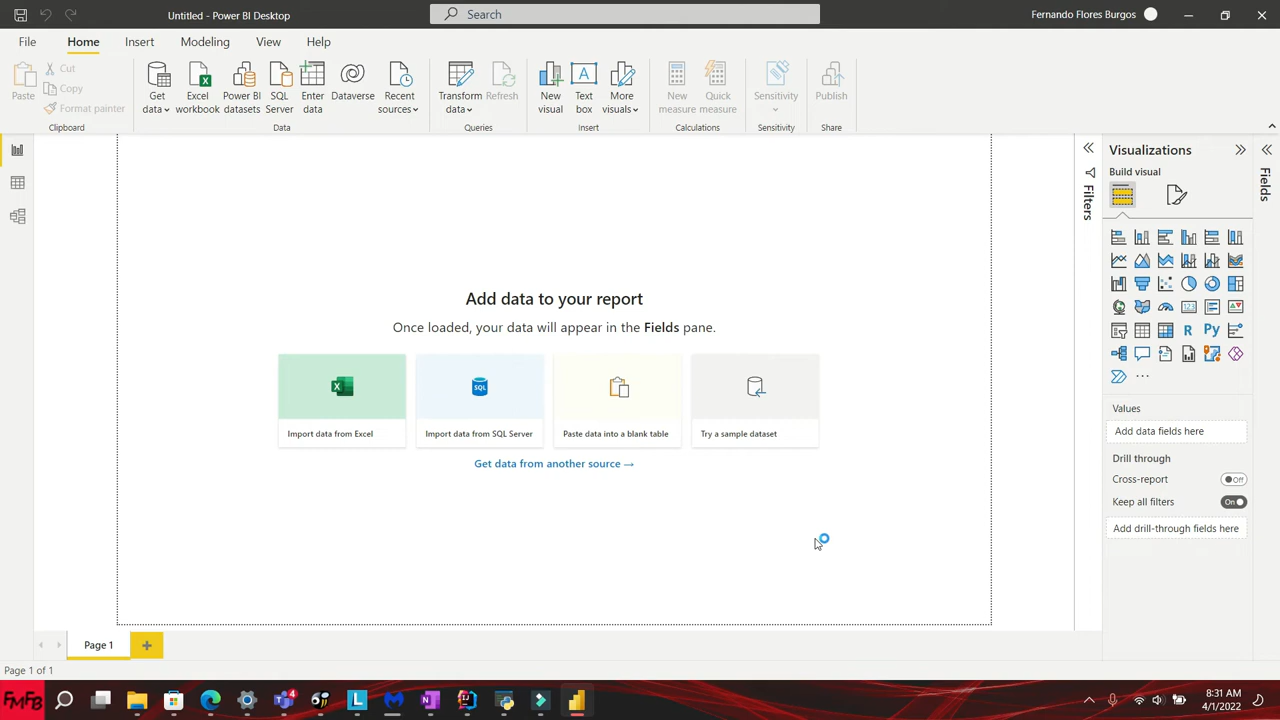 Untitled - Power BI Desktop
Search
Fernando Flores Burgos
File Home Insert Modeling View Help
Paste
Cut
Copy
Format painter
Clipboard
Get data
Excel workbook
Power BI datasets
SQL Server
Enter data
Dataverse
Recent sources
Data
Transform data
Refresh
Queries
New visual
Text box
More visuals
Insert
New measure
Quick measure
Calculations
Sensitivity
Sensitivity
Publish
Share
Filters
Visualizations
Build visual
Fields
Add data to your report
Once loaded, your data will appear in the Fields pane.
SQL
Import data from Excel
Import data from SQL Server
Paste data into a blank table
Try a sample dataset
Get data from another source →
R Py
123
Values
Add data fields here
Drill through
Cross-report Off
Keep all filters On
Add drill-through fields here
Page 1
Page 1 of 1
FMFB
4
8:31 AM
4/1/2022